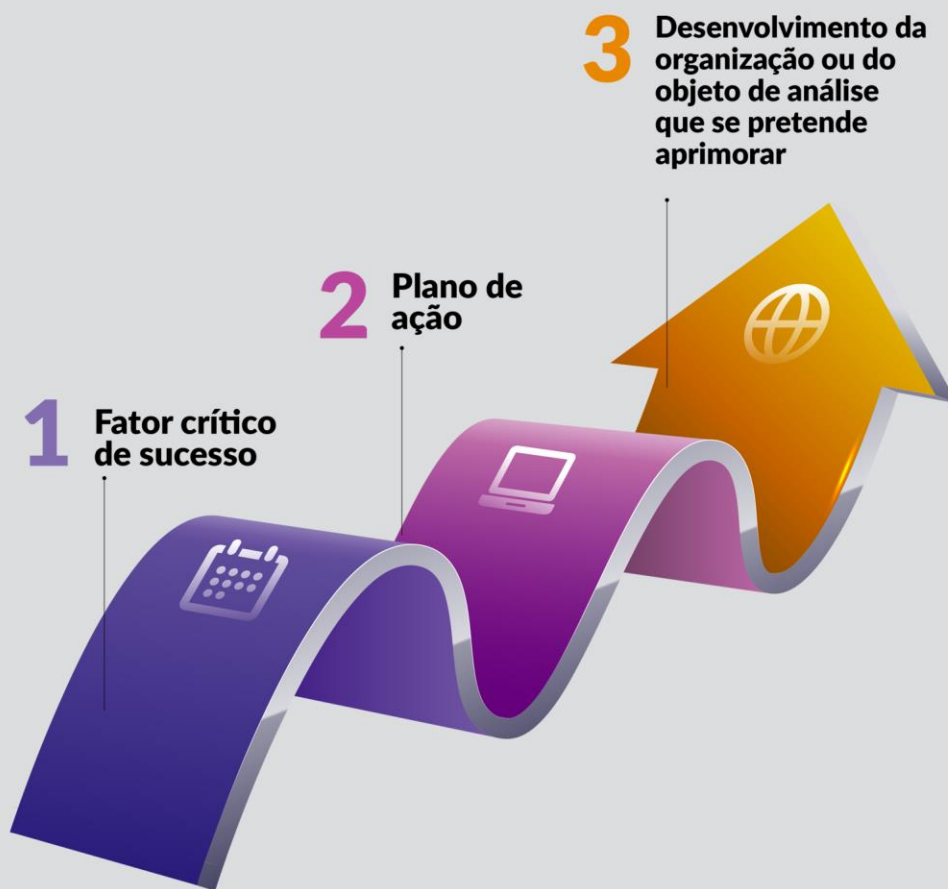 1
Fator crítico
de sucesso
2
Plano de
ação
3
Desenvolvimento da
organização ou do
objeto de análise
que se pretende
aprimorar